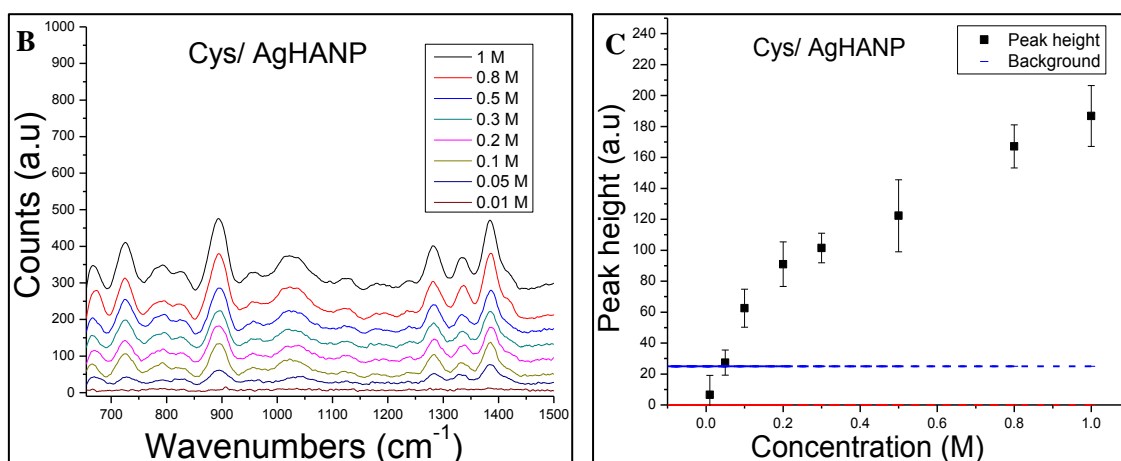 B
Cys/ AgHANP
1 M
0.8 M
0.5 M
0.3 M
0.2 M
0.1 M
0.05 M
0.01 M
1000
900
800
700
600
500
400
300
200
100
0
Counts (a.u)
700 800 900 1000 1100 1200 1300 1400 1500
Wavenumbers (cm⁻¹)
C
Cys/ AgHANP
Peak height
Background
240
220
200
180
160
140
120
100
80
60
40
20
0
Peak height (a.u)
0.0 0.2 0.4 0.6 0.8 1.0
Concentration (M)